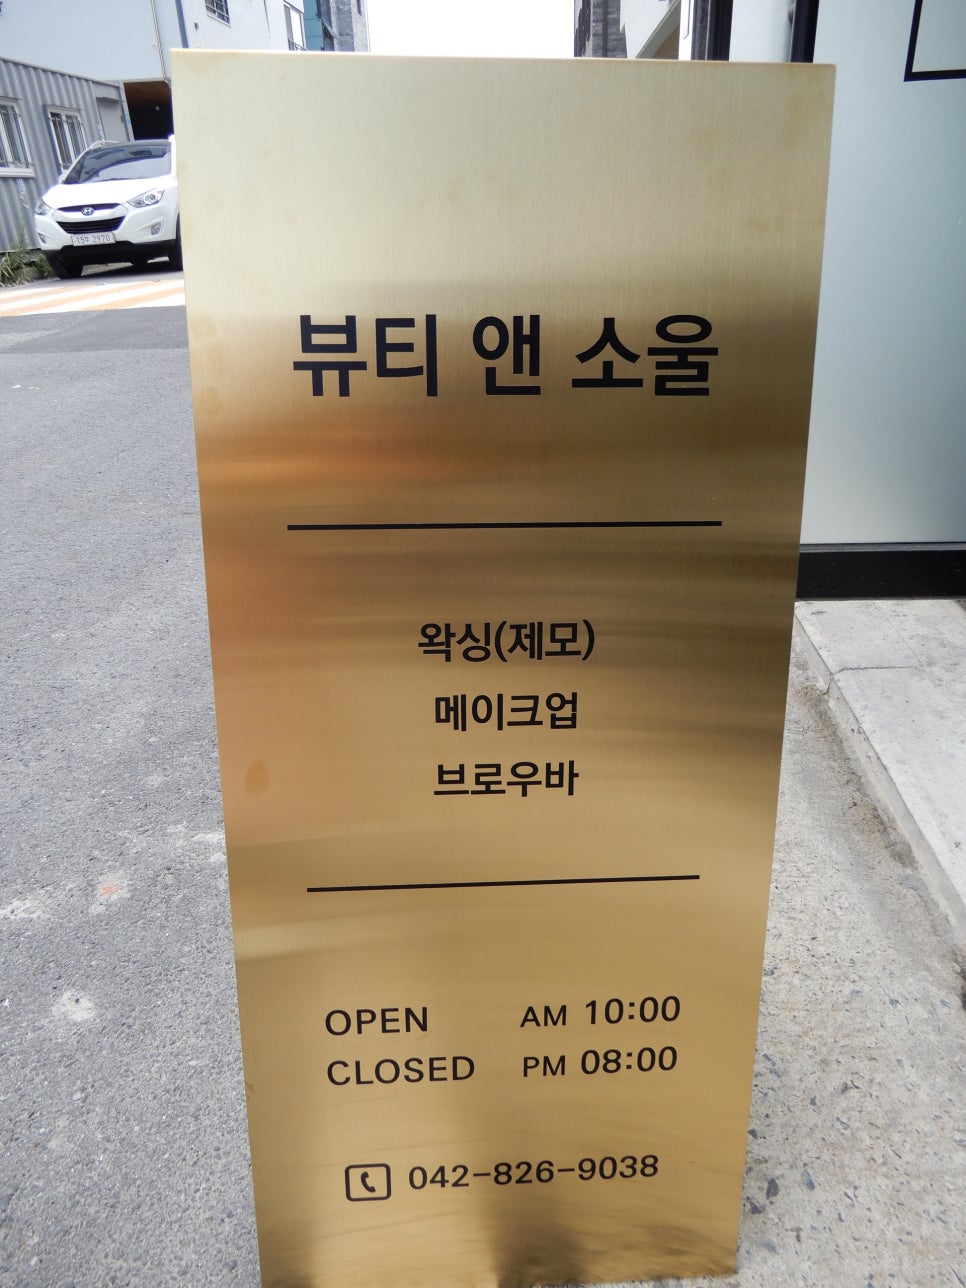 뷰티 앤 소울
왁싱(제모)
메이크업
브로우바
OPEN AM 10:00
CLOSED PM 08:00
042-826-9038